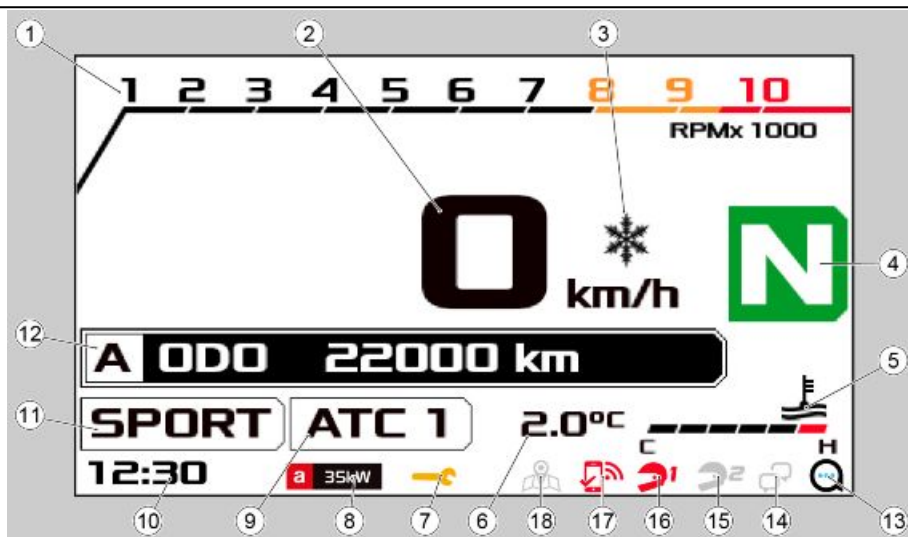 1 2 3
1 2 3 4 5 6 7 8 9 10
RPMx 1000
0
km/h
N
4
12
A ODO 22000 km
5
11
SPORT ATC 1 2.0°C
C H
12:30 a 35kW 1 2
10 9 8 7 6 18 17 16 15 14 13